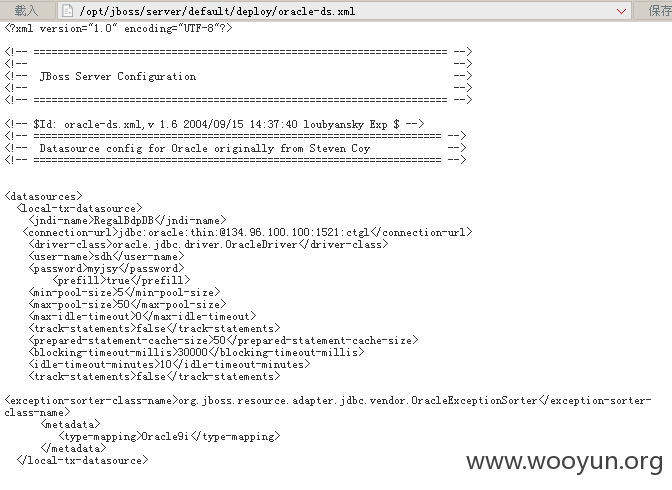 載入 /opt/jboss/server/default/deploy/oracle-ds.xml 保存
<?xml version="1.0" encoding="UTF-8"?>
<!-- ===================================================================== -->
<!-- -->
<!-- JBoss Server Configuration -->
<!-- -->
<!-- ===================================================================== -->
<!-- $Id: oracle-ds.xml,v 1.6 2004/09/15 14:37:40 loubyansky Exp $ -->
<!-- ==================================================================== -->
<!-- Datasource config for Oracle originally from Steven Coy -->
<!-- ==================================================================== -->
<datasources>
<local-tx-datasource>
<jndi-name>RegalBdpDB</jndi-name>
<connection-url>jdbc:oracle:thin:@134.96.100.100:1521:ctgl</connection-url>
<driver-class>oracle.jdbc.driver.OracleDriver</driver-class>
<user-name>sdh</user-name>
<password>myjsy</password>
<prefill>true</prefill>
<min-pool-size>5</min-pool-size>
<max-pool-size>50</max-pool-size>
<max-idle-timeout>0</max-idle-timeout>
<track-statements>false</track-statements>
<prepared-statement-cache-size>50</prepared-statement-cache-size>
<blocking-timeout-millis>30000</blocking-timeout-millis>
<idle-timeout-minutes>10</idle-timeout-minutes>
<track-statements>false</track-statements>
<exception-sorter-class-name>org.jboss.resource.adapter.jdbc.vendor.OracleExceptionSorter</exception-sorter-
class-name>
<metadata>
<type-mapping>Oracle9i</type-mapping>
</metadata>
</local-tx-datasource>
www.wooyun.org